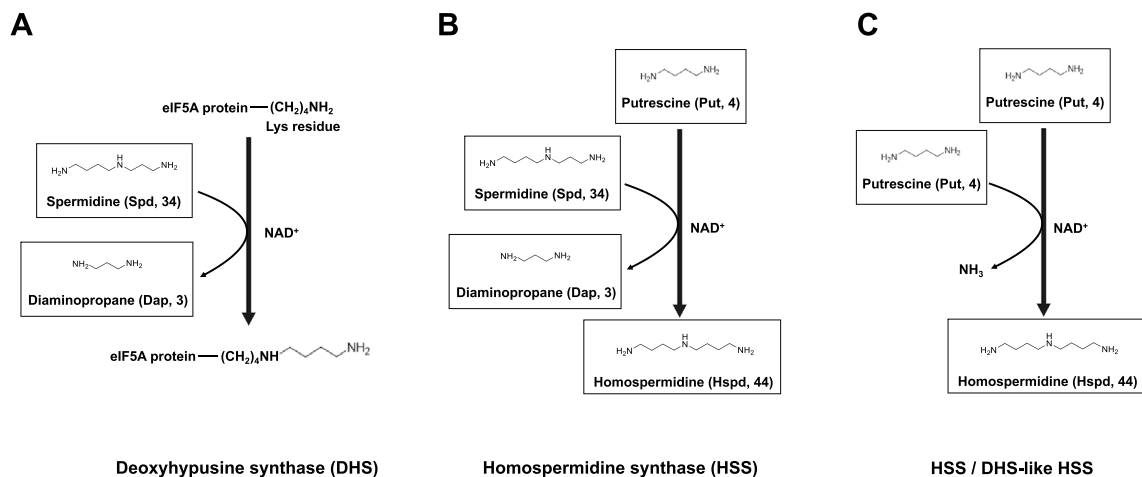 A
eIF5A protein — (CH2)4NH2
Lys residue
H2N H N NH2
Spermidine (Spd, 34)
NAD+
NH2 NH2
Diaminopropane (Dap, 3)
eIF5A protein — (CH2)4NH NH2
Deoxyhypusine synthase (DHS)
B
H2N NH2
Putrescine (Put, 4)
H2N H N NH2
Spermidine (Spd, 34)
NAD+
NH2 NH2
Diaminopropane (Dap, 3)
H2N H N NH2
Homospermidine (Hspd, 44)
Homospermidine synthase (HSS)
C
H2N NH2
Putrescine (Put, 4)
H2N NH2
Putrescine (Put, 4)
NAD+
NH3
H2N H N NH2
Homospermidine (Hspd, 44)
HSS / DHS-like HSS